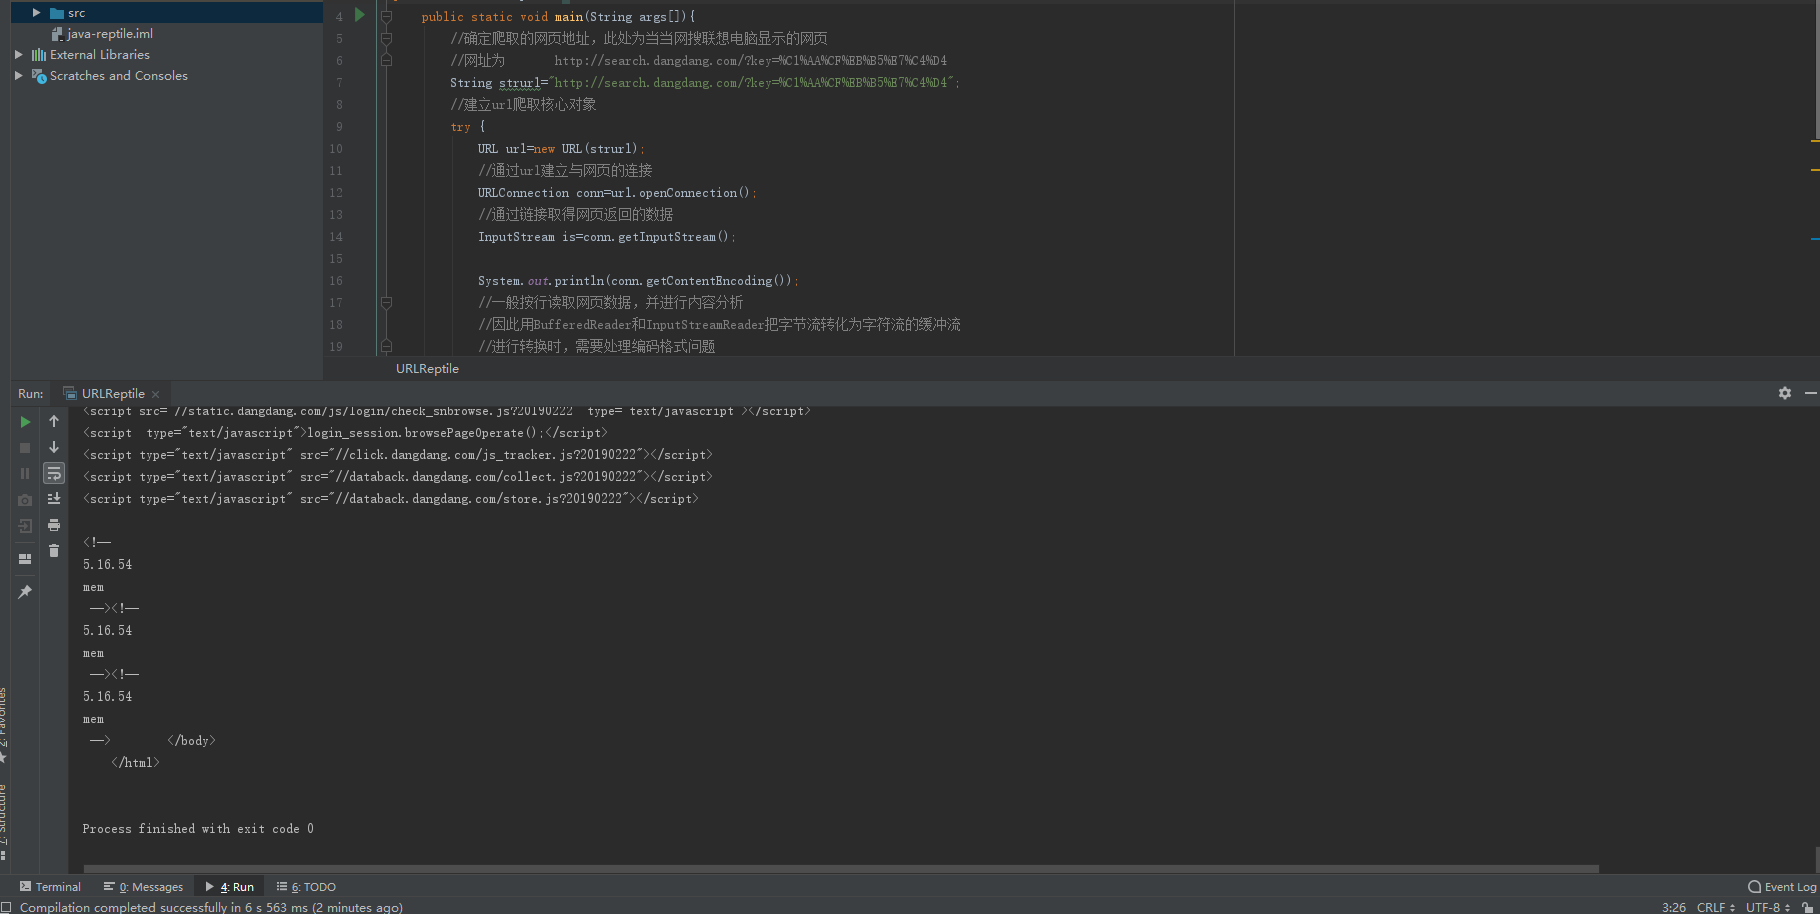 src
java-reptile.iml
External Libraries
Scratches and Consoles
4 public static void main(String args[]){
5 //确定爬取的网页地址，此处为当当网搜联想电脑显示的网页
6 //网址为 http://search.dangdang.com/?key=%C1%AA%CF%EB%B5%E7%C4%D4
7 String strurl="http://search.dangdang.com/?key=%C1%AA%CF%EB%B5%E7%C4%D4";
8 //建立url爬取核心对象
9 try {
10 URL url=new URL(strurl);
11 //通过url建立与网页的连接
12 URLConnection conn=url.openConnection();
13 //通过链接取得网页返回的数据
14 InputStream is=conn.getInputStream();
15
16 System.out.println(conn.getContentEncoding());
17 //一般按行读取网页数据，并进行内容分析
18 //因此用BufferedReader和InputStreamReader把字节流转化为字符流的缓冲流
19 //进行转换时，需要处理编码格式问题
URLReptile
Run: URLReptile
<script src="//static.dangdang.com/js/login/check_snbrowse.js?20190222" type="text/javascript"></script>
<script  type="text/javascript">login_session.browsePageOperate();</script>
<script type="text/javascript" src="//click.dangdang.com/js_tracker.js?20190222"></script>
<script type="text/javascript" src="//databack.dangdang.com/collect.js?20190222"></script>
<script type="text/javascript" src="//databack.dangdang.com/store.js?20190222"></script>
<!--
5.16.54
mem
--><!--
5.16.54
mem
--><!--
5.16.54
mem
--> </body>
</html>
Process finished with exit code 0
2: Favorites
7: Structure
Terminal 0: Messages 4: Run 6: TODO Event Log
Compilation completed successfully in 6 s 563 ms (2 minutes ago) 3:26 CRLF UTF-8